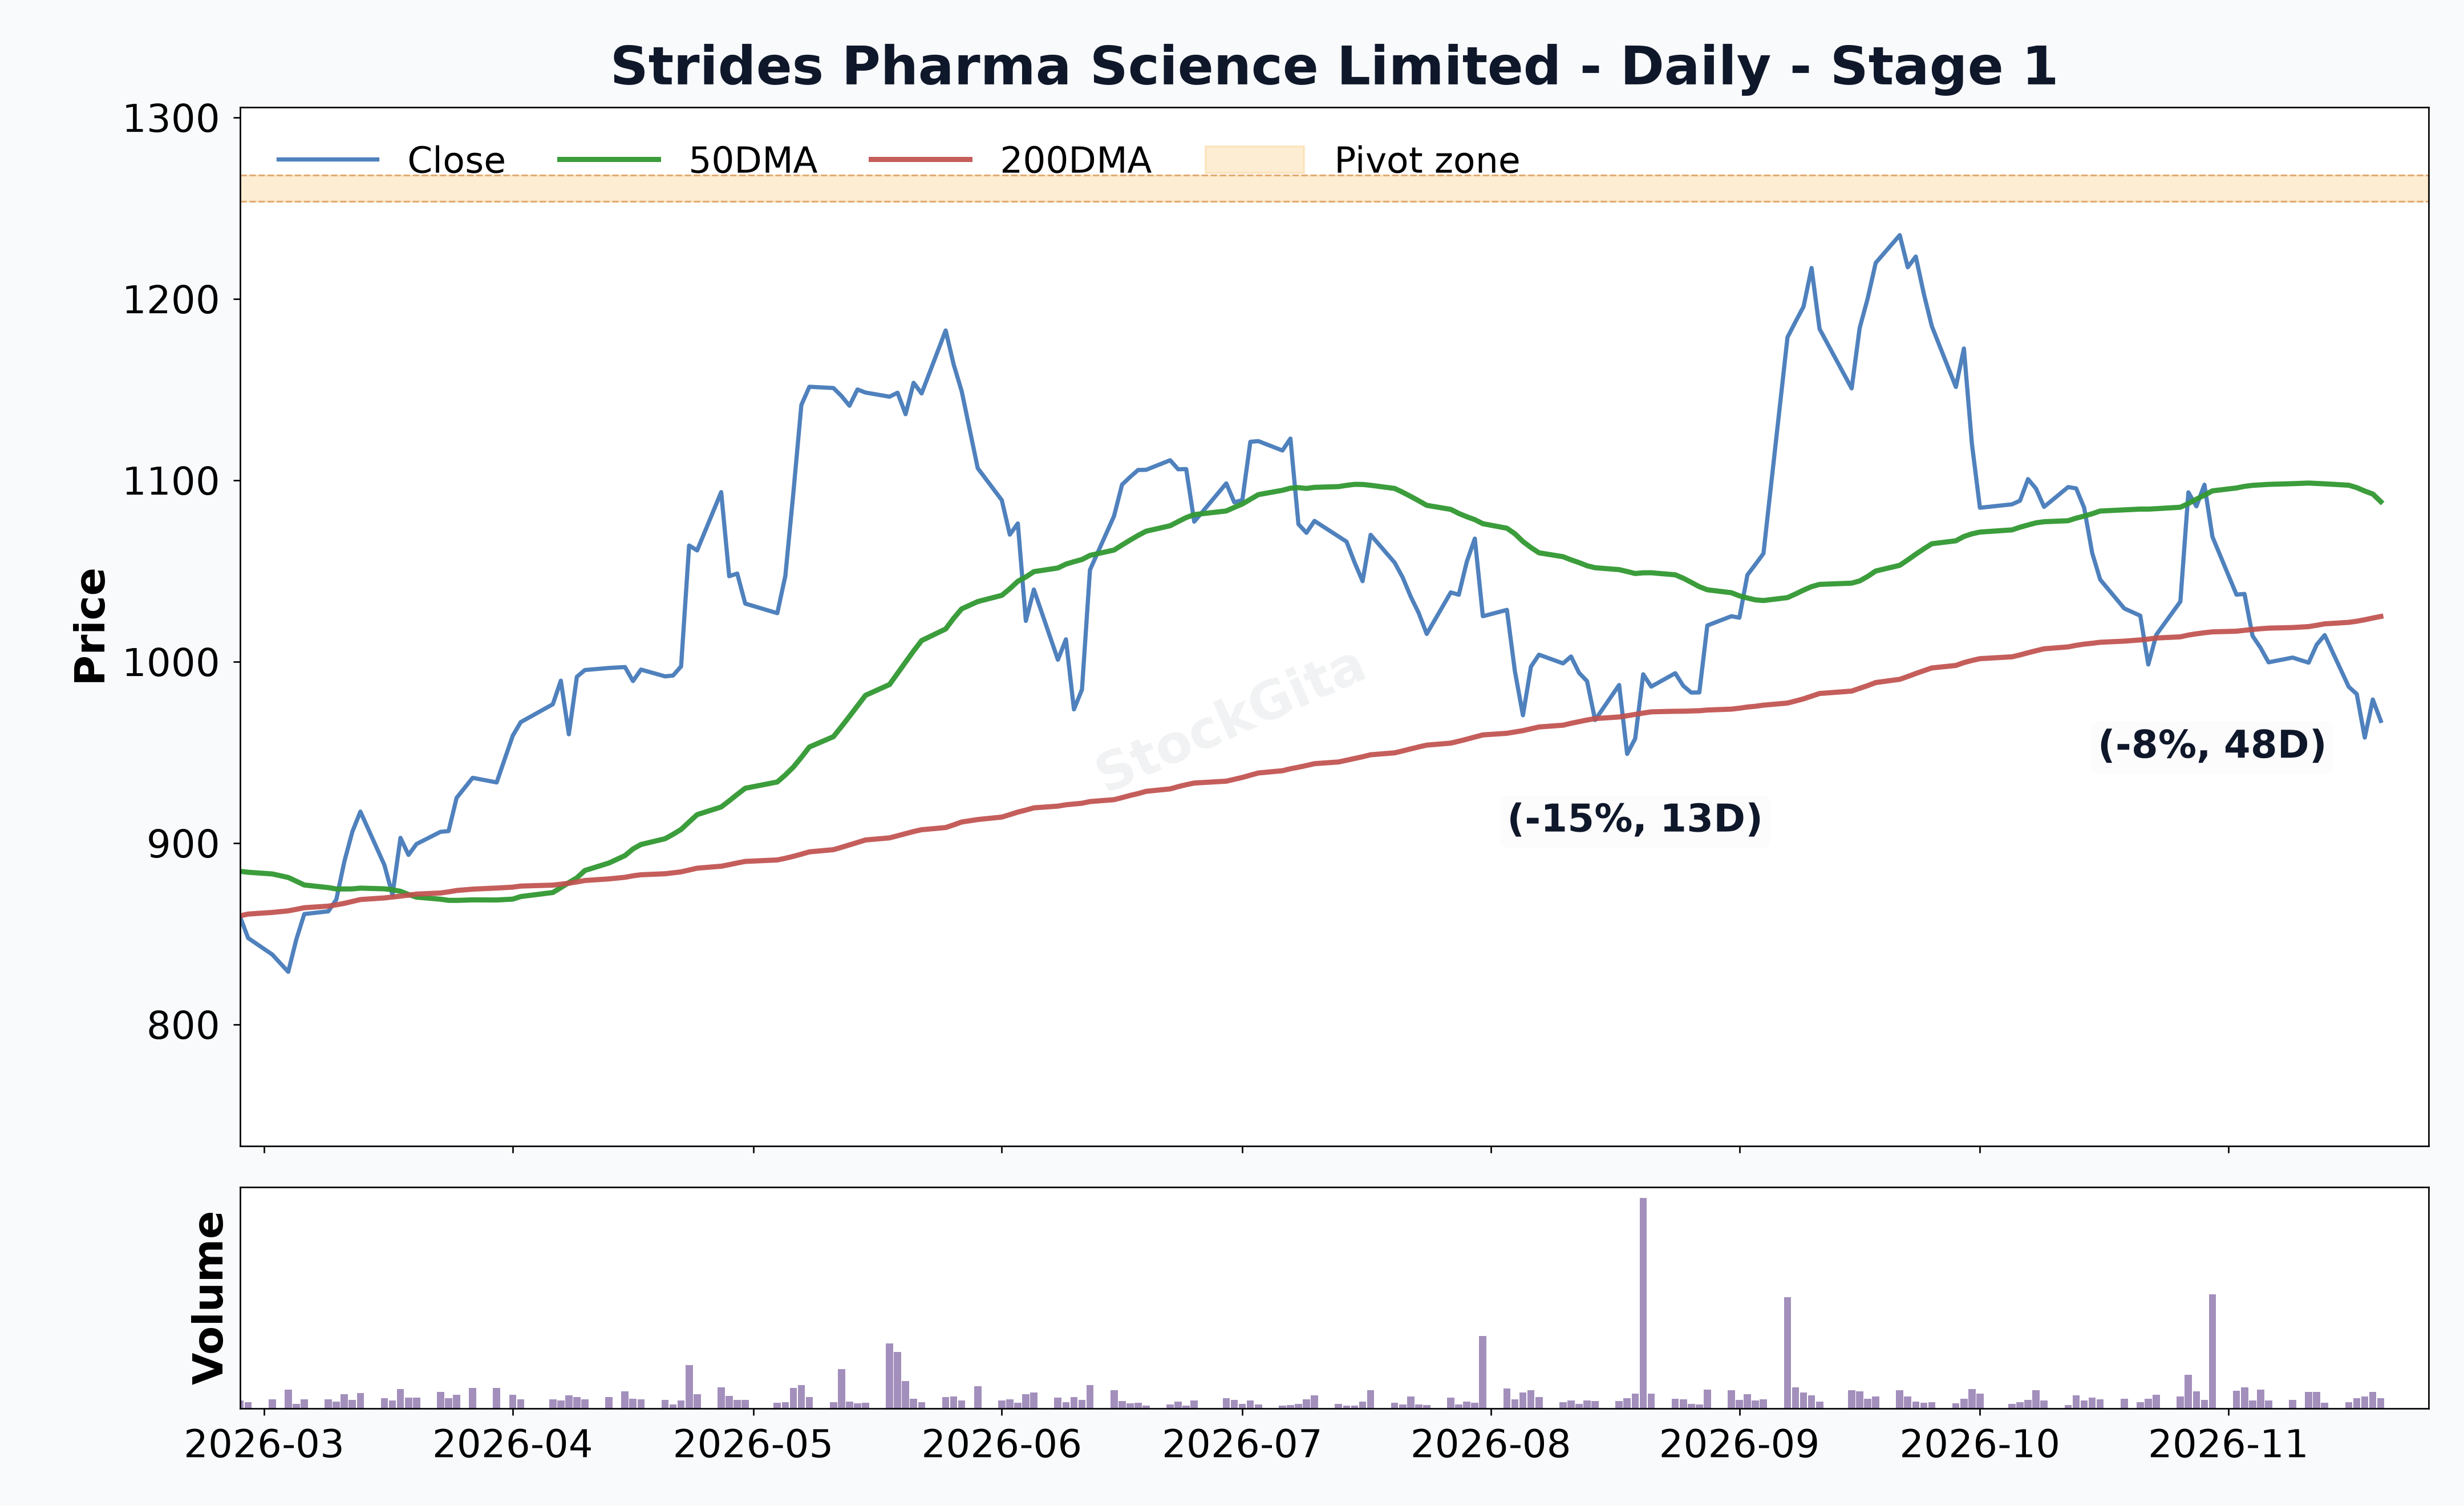 Strides Pharma Science Limited - Daily - Stage 1
Close 50DMA 200DMA Pivot zone
1300
1200
1100
1000
900
800
Price
StockGita
(-15%, 13D)
(-8%, 48D)
Volume
2026-03 2026-04 2026-05 2026-06 2026-07 2026-08 2026-09 2026-10 2026-11